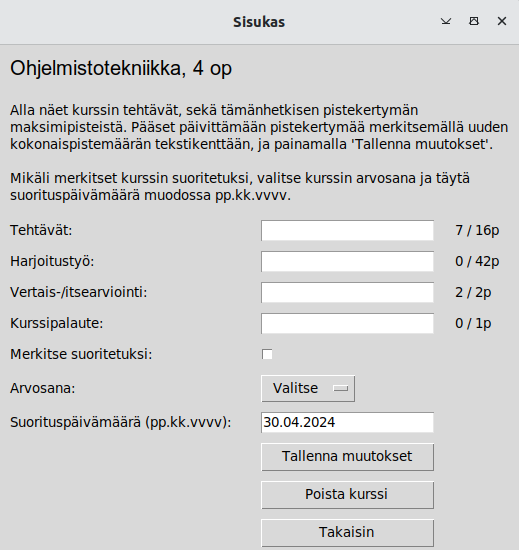 Sisukas
Ohjelmistotekniikka, 4 op
Alla näet kurssin tehtävät, sekä tämänhetkisen pistekertymän
maksimipisteistä. Pääset päivittämään pistekertymää merkitsemällä uuden
kokonaispistemäärän tekstikenttään, ja painamalla 'Tallenna muutokset'.
Mikäli merkitset kurssin suoritetuksi, valitse kurssin arvosana ja täytä
suorituspäivämäärä muodossa pp.kk.vvvv.
Tehtävät: 7 / 16p
Harjoitustyö: 0 / 42p
Vertais-/itsearviointi: 2 / 2p
Kurssipalaute: 0 / 1p
Merkitse suoritetuksi:
Arvosana: Valitse
Suorituspäivämäärä (pp.kk.vvvv): 30.04.2024
Tallenna muutokset
Poista kurssi
Takaisin